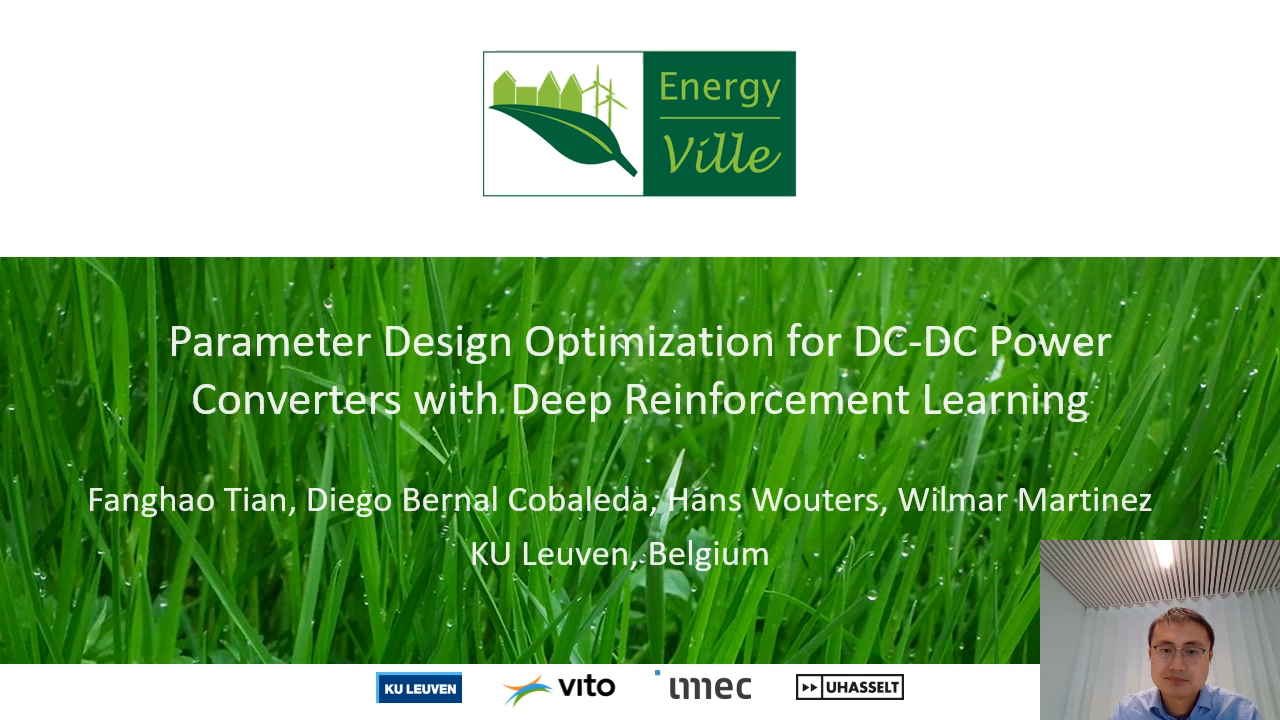 Energy
Ville
Parameter Design Optimization for DC-DC Power
Converters with Deep Reinforcement Learning
Fanghao Tian, Diego Bernal Cobaleda, Hans Wouters, Wilmar Martinez
KU Leuven, Belgium
KU LEUVEN
vito
imec
UHASSELT